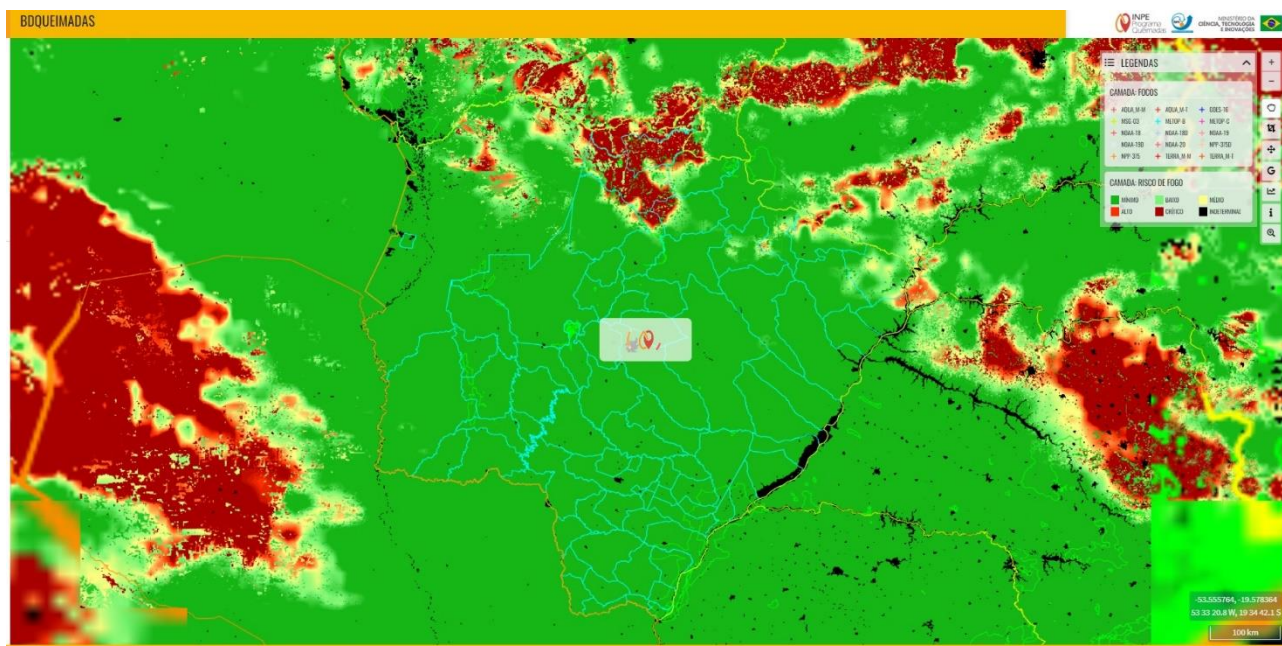 BDQUEIMADAS
INPE
Programa
Queimadas
MINISTÉRIO DA
CIÊNCIA, TECNOLOGIA
E INOVAÇÕES
LEGENDAS
CAMADA: FOCOS
AQUA_M-M AQUA_M-T GOES-16
MSG-03 METOP-B METOP-C
NOAA-18 NOAA-18D NOAA-19
NOAA-19D NOAA-20 NPP-375D
NPP-375 TERRA_M-M TERRA_M-T
CAMADA: RISCO DE FOGO
MÍNIMO BAIXO MÉDIO
ALTO CRÍTICO INDETERMINAD
-53.555764, -19.578364
53 33 20.8 W, 19 34 42.1 S
100 km